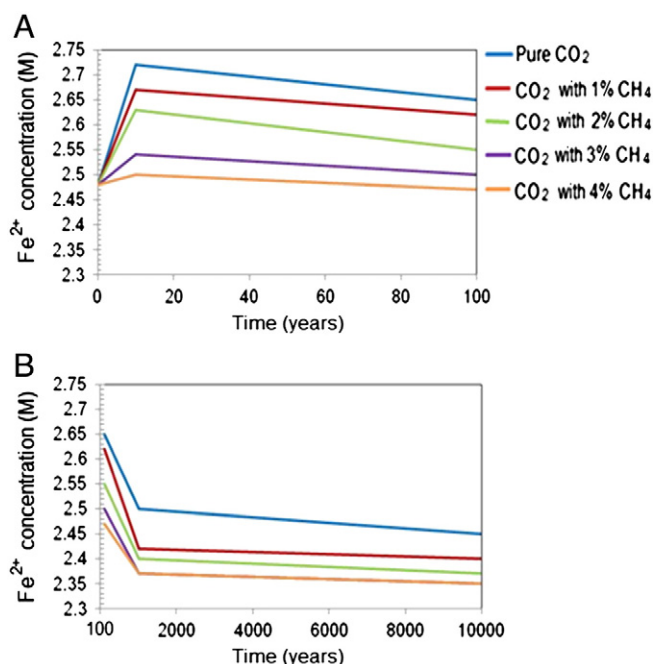 A
Fe²⁺ concentration (M)
2.75
2.7
2.65
2.6
2.55
2.5
2.45
2.4
2.35
2.3
0 20 40 60 80 100
Time (years)
Pure CO₂
CO₂ with 1% CH₄
CO₂ with 2% CH₄
CO₂ with 3% CH₄
CO₂ with 4% CH₄
B
Fe²⁺ concentration (M)
2.75
2.7
2.65
2.6
2.55
2.5
2.45
2.4
2.35
2.3
100 2000 4000 6000 8000 10000
Time (years)